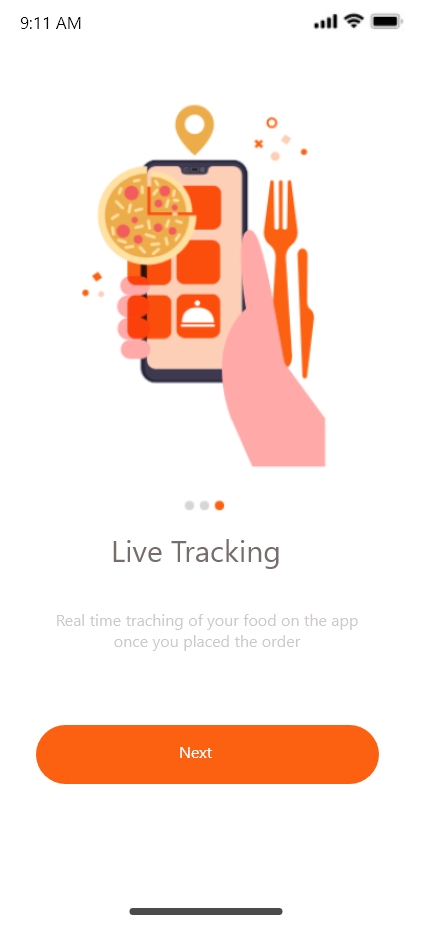 9:11 AM
Live Tracking
Real time traching of your food on the app
once you placed the order
Next